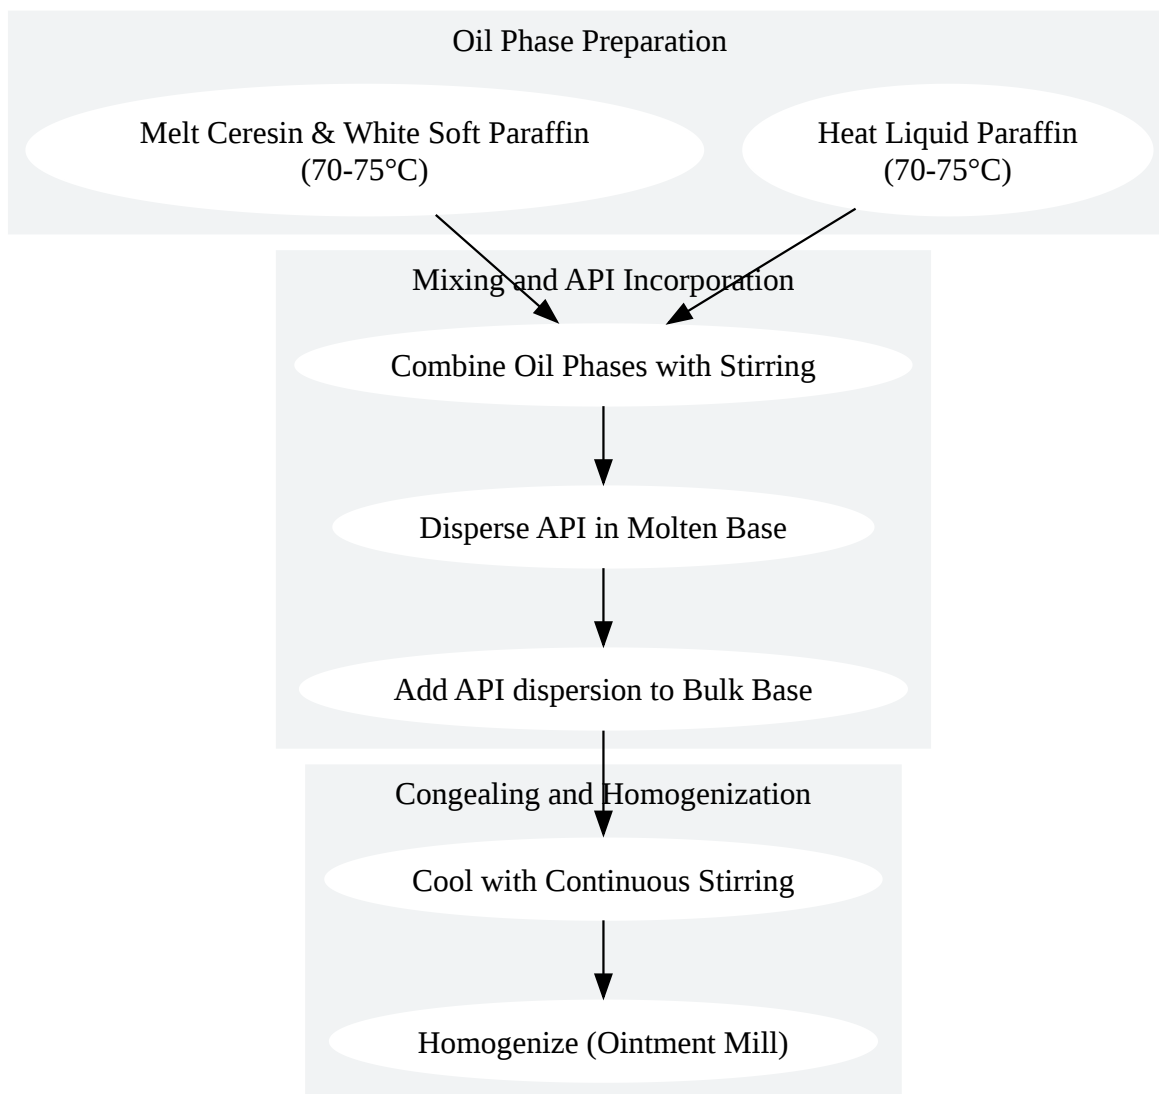 Oil Phase Preparation
Melt Ceresin & White Soft Paraffin
(70-75°C)
Heat Liquid Paraffin
(70-75°C)
Mixing and API Incorporation
Combine Oil Phases with Stirring
Disperse API in Molten Base
Add API dispersion to Bulk Base
Congealing and Homogenization
Cool with Continuous Stirring
Homogenize (Ointment Mill)